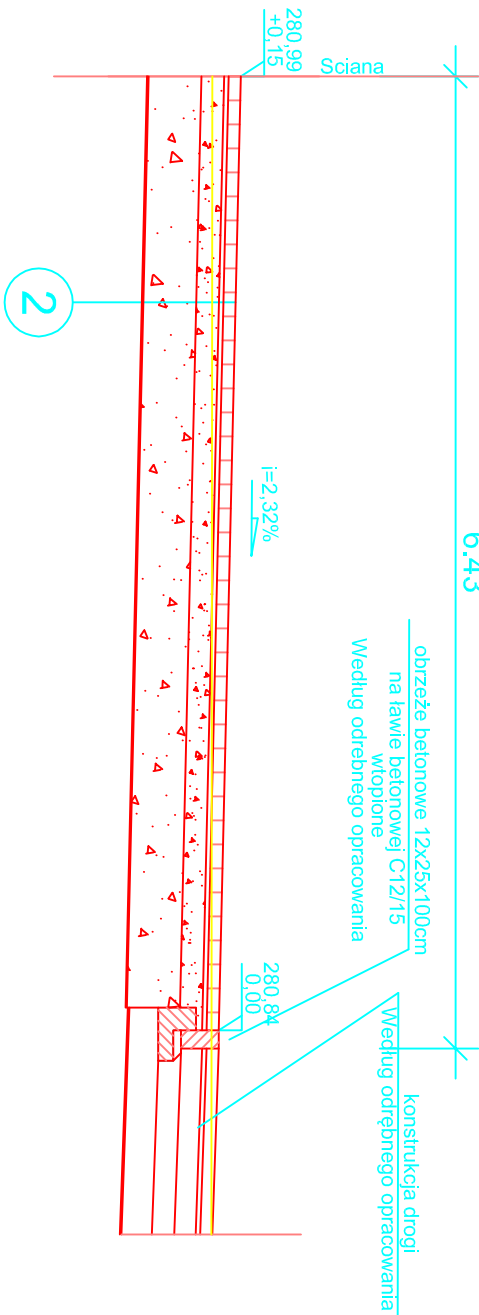 280,99
+0,15
Sciana
2
i=2,32%
6.43
obrzeże betonowe 12x25x100cm
na ławie betonowej C12/15
wtopione
Według odrebnego opracowania
280,84
0,00
konstrukcja drogi
Według odrębnego opracowania